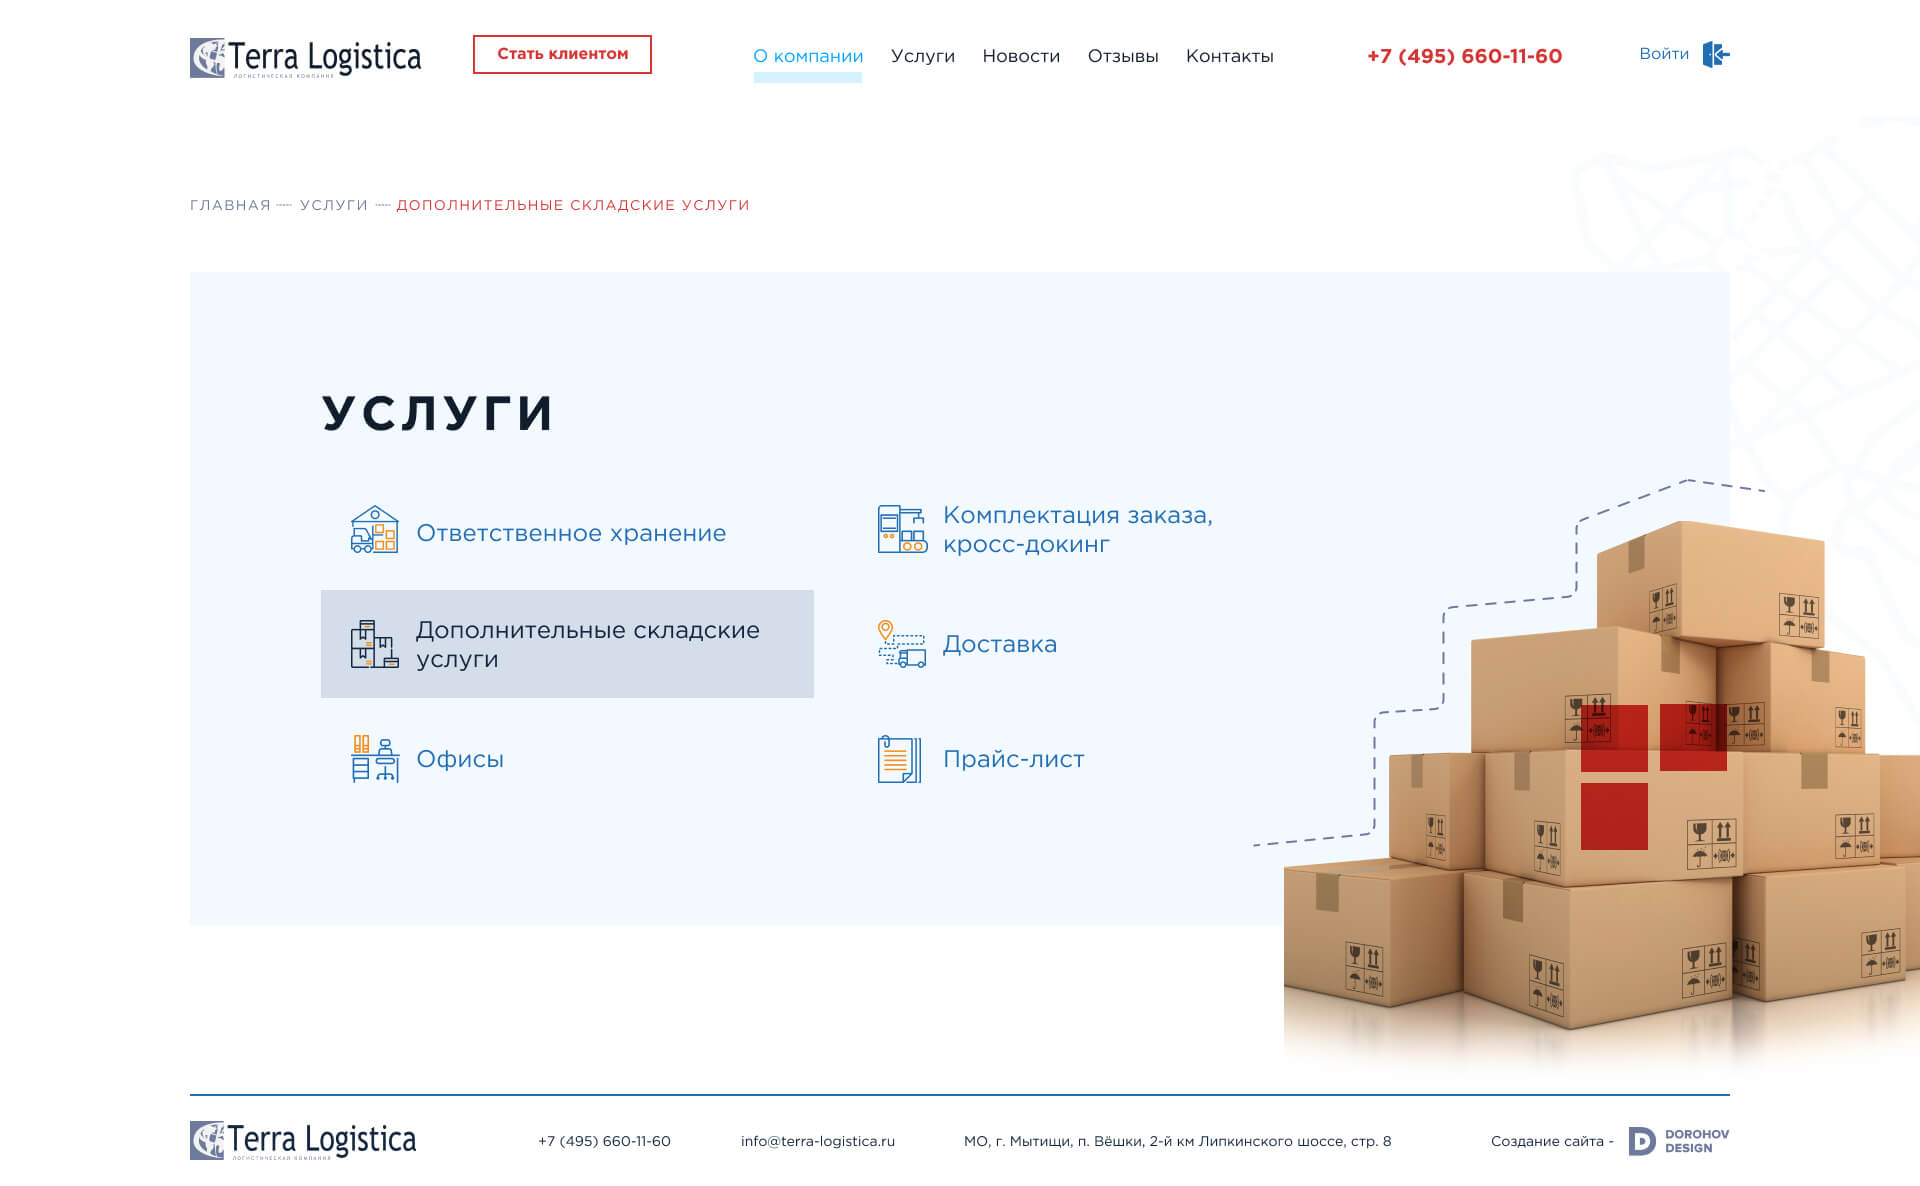 Terra Logistica
ЛОГИСТИЧЕСКАЯ КОМПАНИЯ
Стать клиентом
О компании
Услуги
Новости
Отзывы
Контакты
+7 (495) 660-11-60
Войти
ГЛАВНАЯ
УСЛУГИ
ДОПОЛНИТЕЛЬНЫЕ СКЛАДСКИЕ УСЛУГИ
УСЛУГИ
Ответственное хранение
Комплектация заказа,
кросс-докинг
Дополнительные складские
услуги
Доставка
Офисы
Прайс-лист
Terra Logistica
ЛОГИСТИЧЕСКАЯ КОМПАНИЯ
+7 (495) 660-11-60
info@terra-logistica.ru
МО, г. Мытищи, п. Вёшки, 2-й км Липкинского шоссе, стр. 8
Создание сайта -
DOROHOV
DESIGN